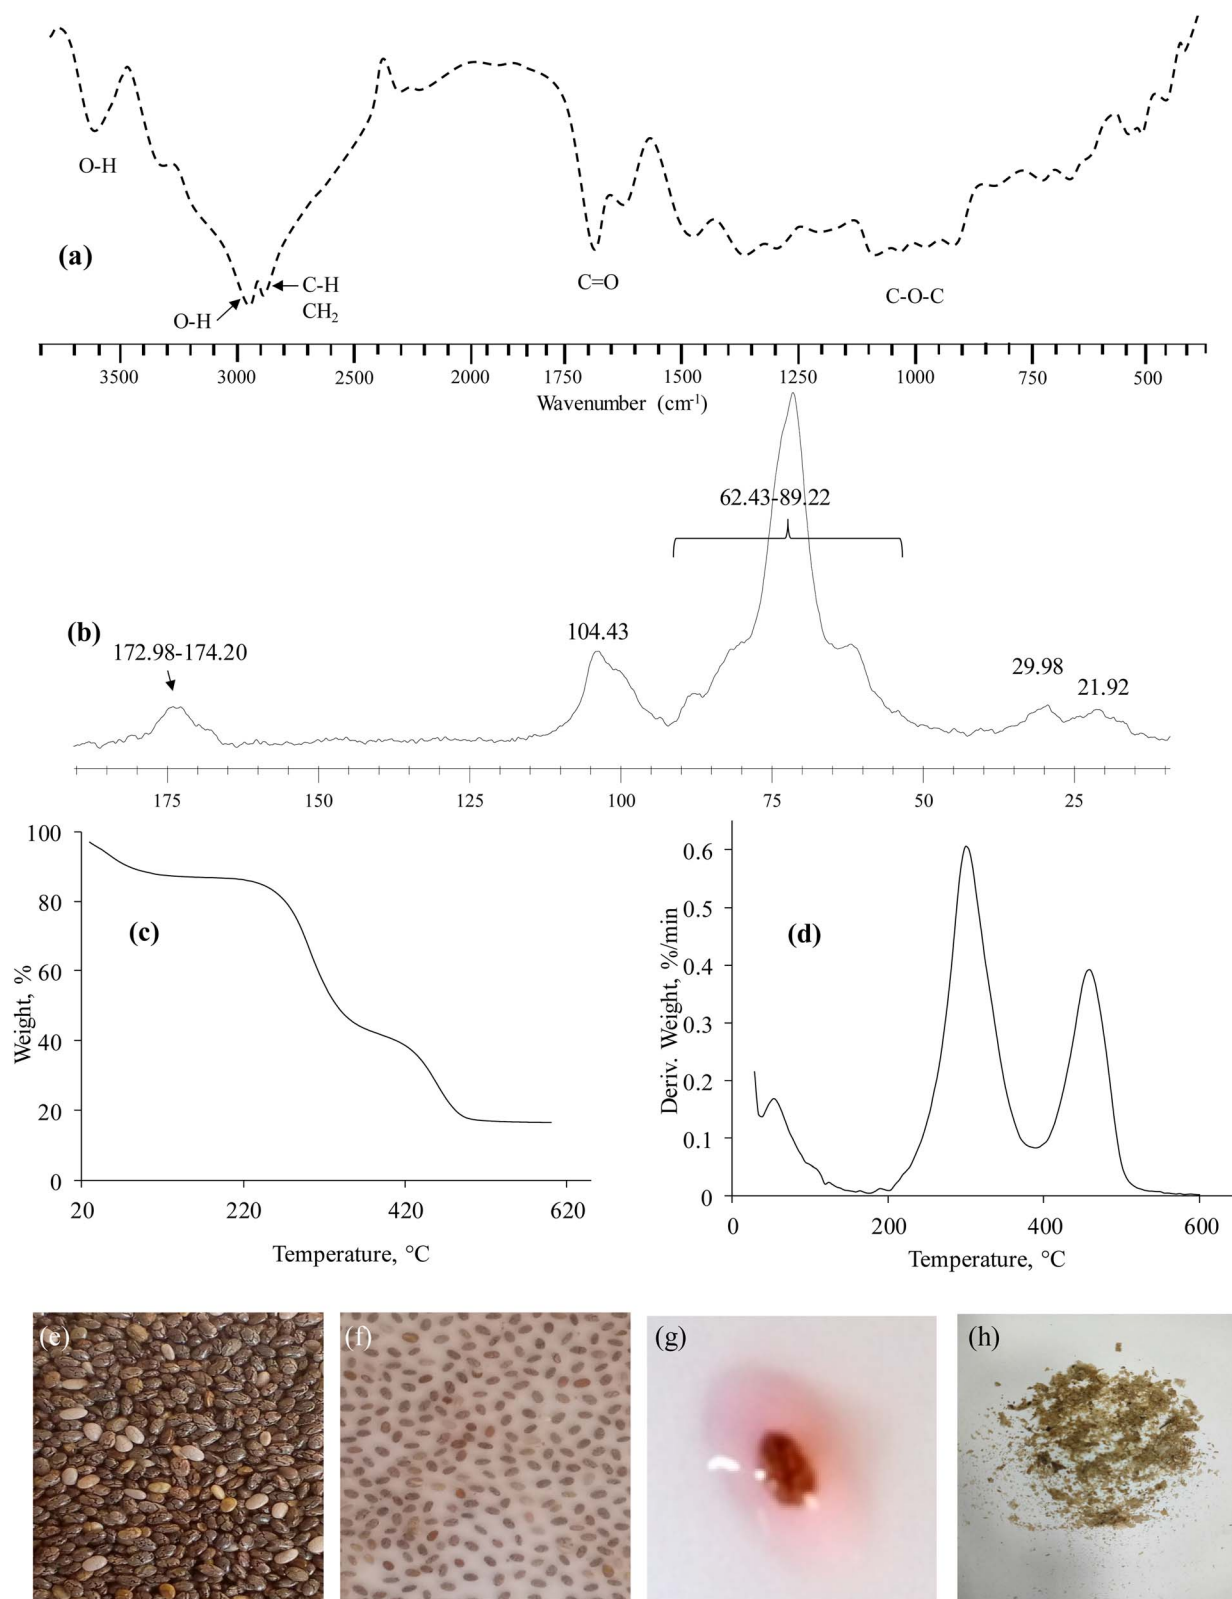 O-H
(a)
C-H
CH₂
O-H
C=O
C-O-C
3500 3000 2500 2000 1750 1500 1250 1000 750 500
Wavenumber (cm⁻¹)
62.43-89.22
(b)
172.98-174.20
104.43
29.98
21.92
175 150 125 100 75 50 25
100
80
60
40
20
0
Weight, %
(c)
20 220 420 620
Temperature, °C
0.6
0.5
0.4
0.3
0.2
0.1
0
Deriv. Weight, %/min
(d)
0 200 400 600
Temperature, °C
(e)
(f)
(g)
(h)